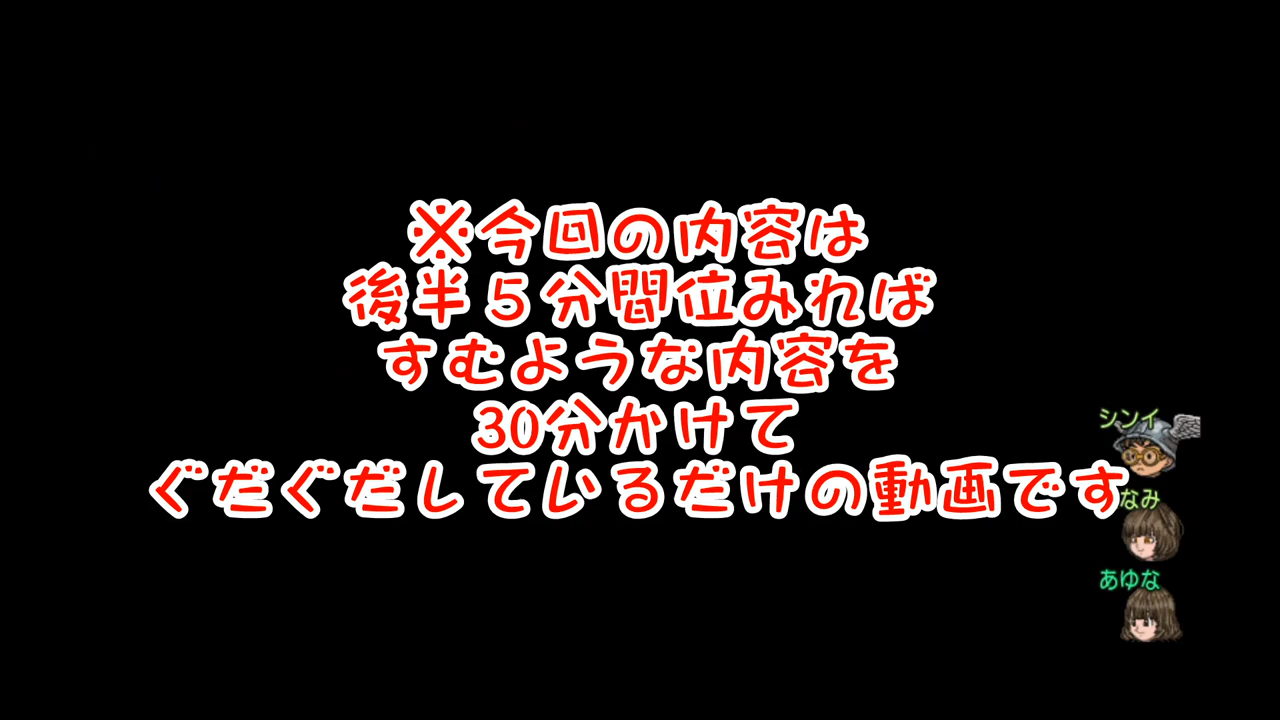 ※今回の内容は
後半５分間位みれば
すむような内容を
30分かけて
ぐだぐだしているだけの動画です
シンイ
なみ
あゆな